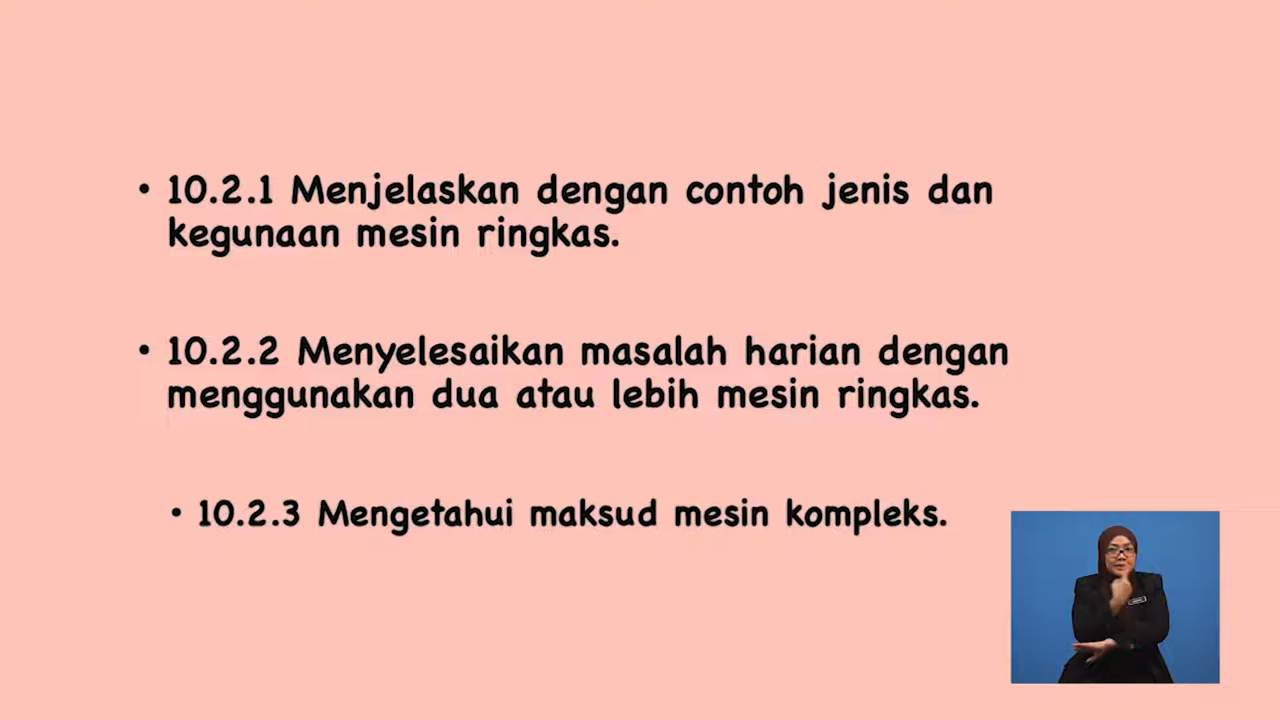 • 10.2.1 Menjelaskan dengan contoh jenis dan
kegunaan mesin ringkas.
• 10.2.2 Menyelesaikan masalah harian dengan
menggunakan dua atau lebih mesin ringkas.
• 10.2.3 Mengetahui maksud mesin kompleks.